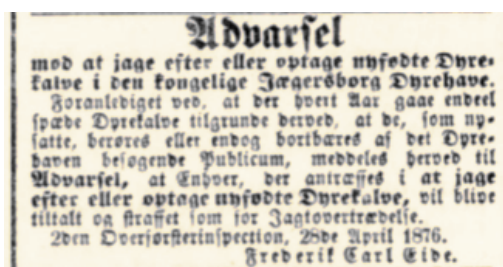 Advarsel
mod at jage efter eller optage nyfødte Dyre-
kalve i den kongelige Jægersborg Dyrehave.
Foranlediget ved, at der hvert Aar gaae endeel
spæde Dyrekalve tilgrunde derved, at de, som ny-
satte, berøres eller endog bortbæres af det Dyre-
haven besøgende Publicum, meddeles herved til
Advarsel, at Enhver, der antræffes i at jage
efter eller optage nyfødte Dyrekalve, vil blive
tiltalt og straffet som for Jagtovertrædelse.
2den Overførsterinspection, 28de April 1876.
Frederik Carl Eide.